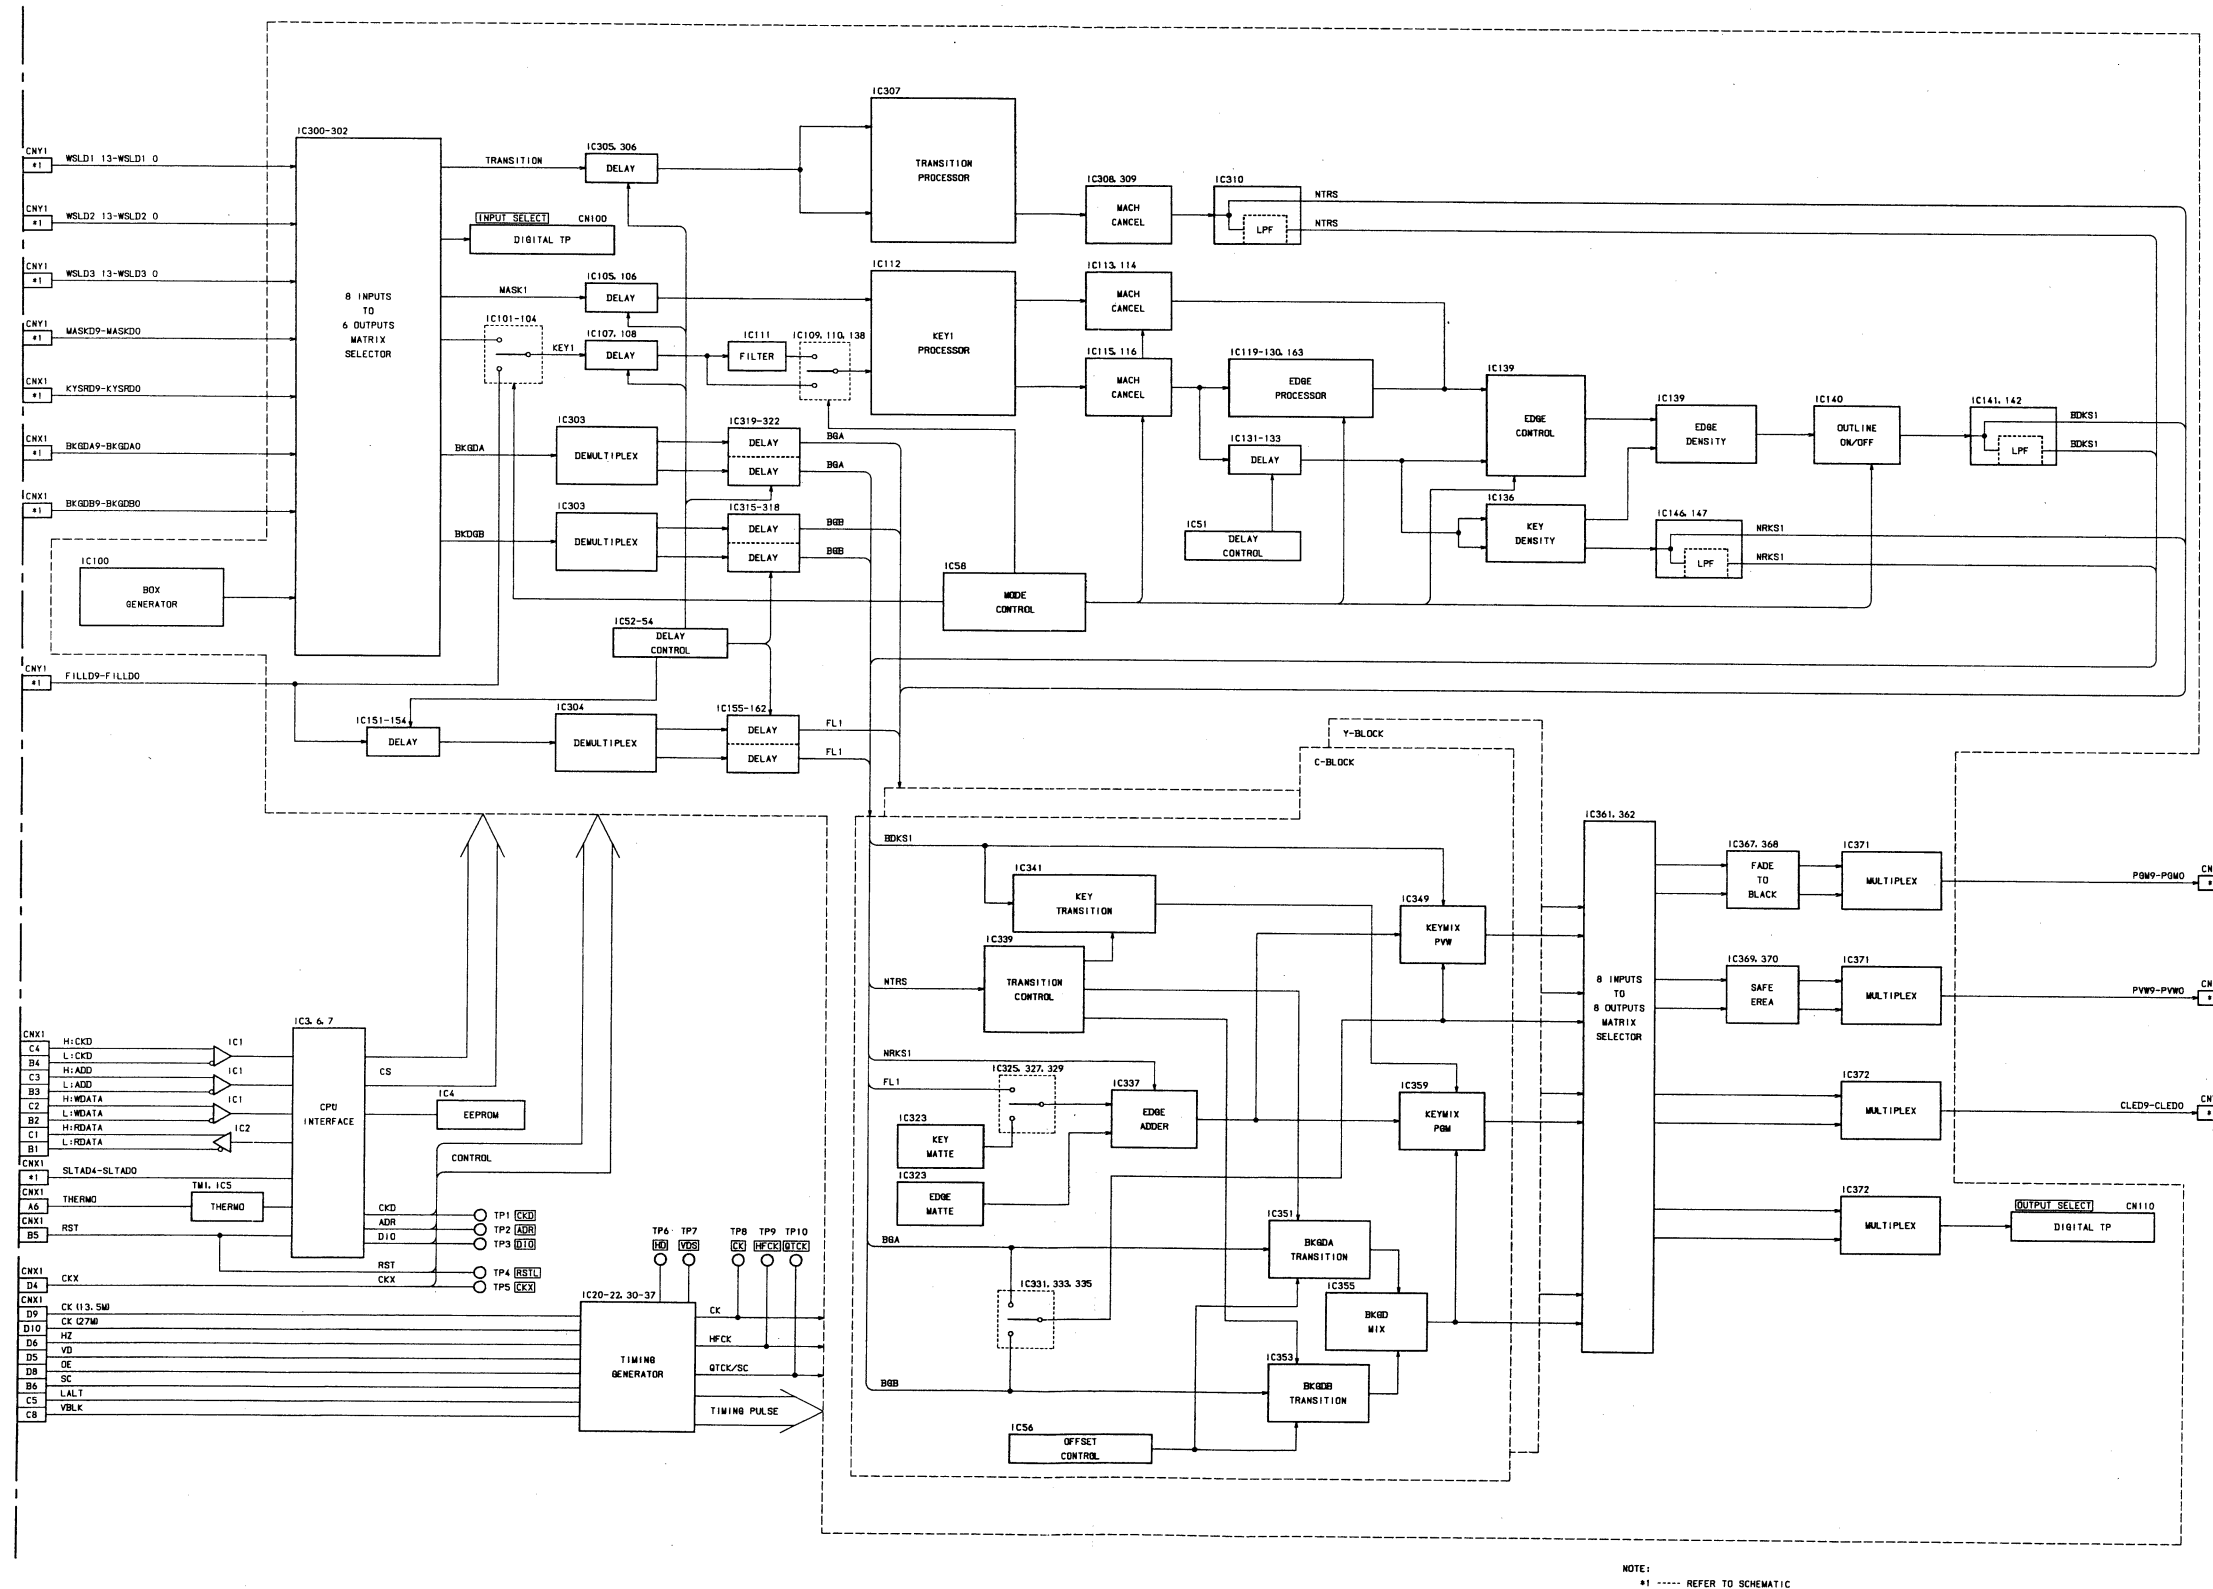 IC307
IC300-302
CNY1
*1
WSLD1 13-WSLD1 0
TRANSITION
IC305, 306
DELAY
TRANSITION
PROCESSOR
IC308, 309
MACH
CANCEL
IC310
LPF
NTRS
NTRS
CNY1
*1
WSLD2 13-WSLD2 0
INPUT SELECT
CN100
DIGITAL TP
CNY1
*1
WSLD3 13-WSLD3 0
8 INPUTS
TO
6 OUTPUTS
MATRIX
SELECTOR
MASK1
IC105, 106
DELAY
IC112
KEY1
PROCESSOR
IC113, 114
MACH
CANCEL
CNY1
*1
MASKD9-MASKD0
IC101-104
KEY1
IC107, 108
DELAY
IC111
FILTER
IC109, 110, 138
IC115, 116
MACH
CANCEL
IC119-130, 163
EDGE
PROCESSOR
IC139
EDGE
CONTROL
IC139
EDGE
DENSITY
IC140
OUTLINE
ON/OFF
IC141, 142
LPF
BDKS1
BDKS1
CNX1
*1
KYSRD9-KYSRD0
CNX1
*1
BKGDA9-BKGDA0
BKGDA
IC303
DEMULTIPLEX
IC319-322
DELAY
DELAY
BGA
BGA
IC131-133
DELAY
CNX1
*1
BKGDB9-BKGDB0
BKDGB
IC303
DEMULTIPLEX
IC315-318
DELAY
DELAY
BGB
BGB
IC51
DELAY
CONTROL
IC136
KEY
DENSITY
IC146, 147
LPF
NRKS1
NRKS1
IC100
BOX
GENERATOR
IC58
MODE
CONTROL
IC52-54
DELAY
CONTROL
CNY1
*1
FILLD9-FILLD0
IC151-154
DELAY
IC304
DEMULTIPLEX
IC155-162
DELAY
DELAY
FL1
FL1
Y-BLOCK
C-BLOCK
BDKS1
IC341
KEY
TRANSITION
IC349
KEYMIX
PVW
IC361, 362
8 INPUTS
TO
8 OUTPUTS
MATRIX
SELECTOR
IC367, 368
FADE
TO
BLACK
IC371
MULTIPLEX
PGM9-PGM0
CN
NTRS
IC339
TRANSITION
CONTROL
IC369, 370
SAFE
EREA
IC371
MULTIPLEX
PVW9-PVW0
CN
NRKS1
FL1
IC325, 327, 329
IC323
KEY
MATTE
IC337
EDGE
ADDER
IC359
KEYMIX
PGM
IC372
MULTIPLEX
CLED9-CLED0
CN
IC323
EDGE
MATTE
IC372
MULTIPLEX
OUTPUT SELECT
CN110
DIGITAL TP
BGA
IC351
BKGDA
TRANSITION
IC331, 333, 335
IC355
BKGD
MIX
BGB
IC353
BKGDB
TRANSITION
IC56
OFFSET
CONTROL
IC3, 6, 7
CPU
INTERFACE
CNX1
C4
H:CKD
IC1
B4
L:CKD
C3
H:ADD
IC1
B3
L:ADD
C2
H:WDATA
IC1
B2
L:WDATA
C1
H:RDATA
IC2
B1
L:RDATA
CS
IC4
EEPROM
CONTROL
CNX1
*1
SLTAD4-SLTAD0
CNX1
A6
THERMO
TM1, IC5
THERMO
CNX1
B5
RST
CKD
TP1 CKD
ADR
TP2 ADR
DIO
TP3 DIO
RST
TP4 RSTL
CNX1
D4
CKX
CKX
TP5 CKX
TP6
HD
TP7
VDS
TP8
CK
TP9
HFCK
TP10
QTCK
IC20-22, 30-37
TIMING
GENERATOR
CNX1
D9
CK (13.5M)
D10
CK (27M)
D6
HZ
D5
VD
D8
OE
B6
SC
C5
LALT
C8
VBLK
CK
HFCK
QTCK/SC
TIMING PULSE
NOTE:
*1 ----- REFER TO SCHEMATIC